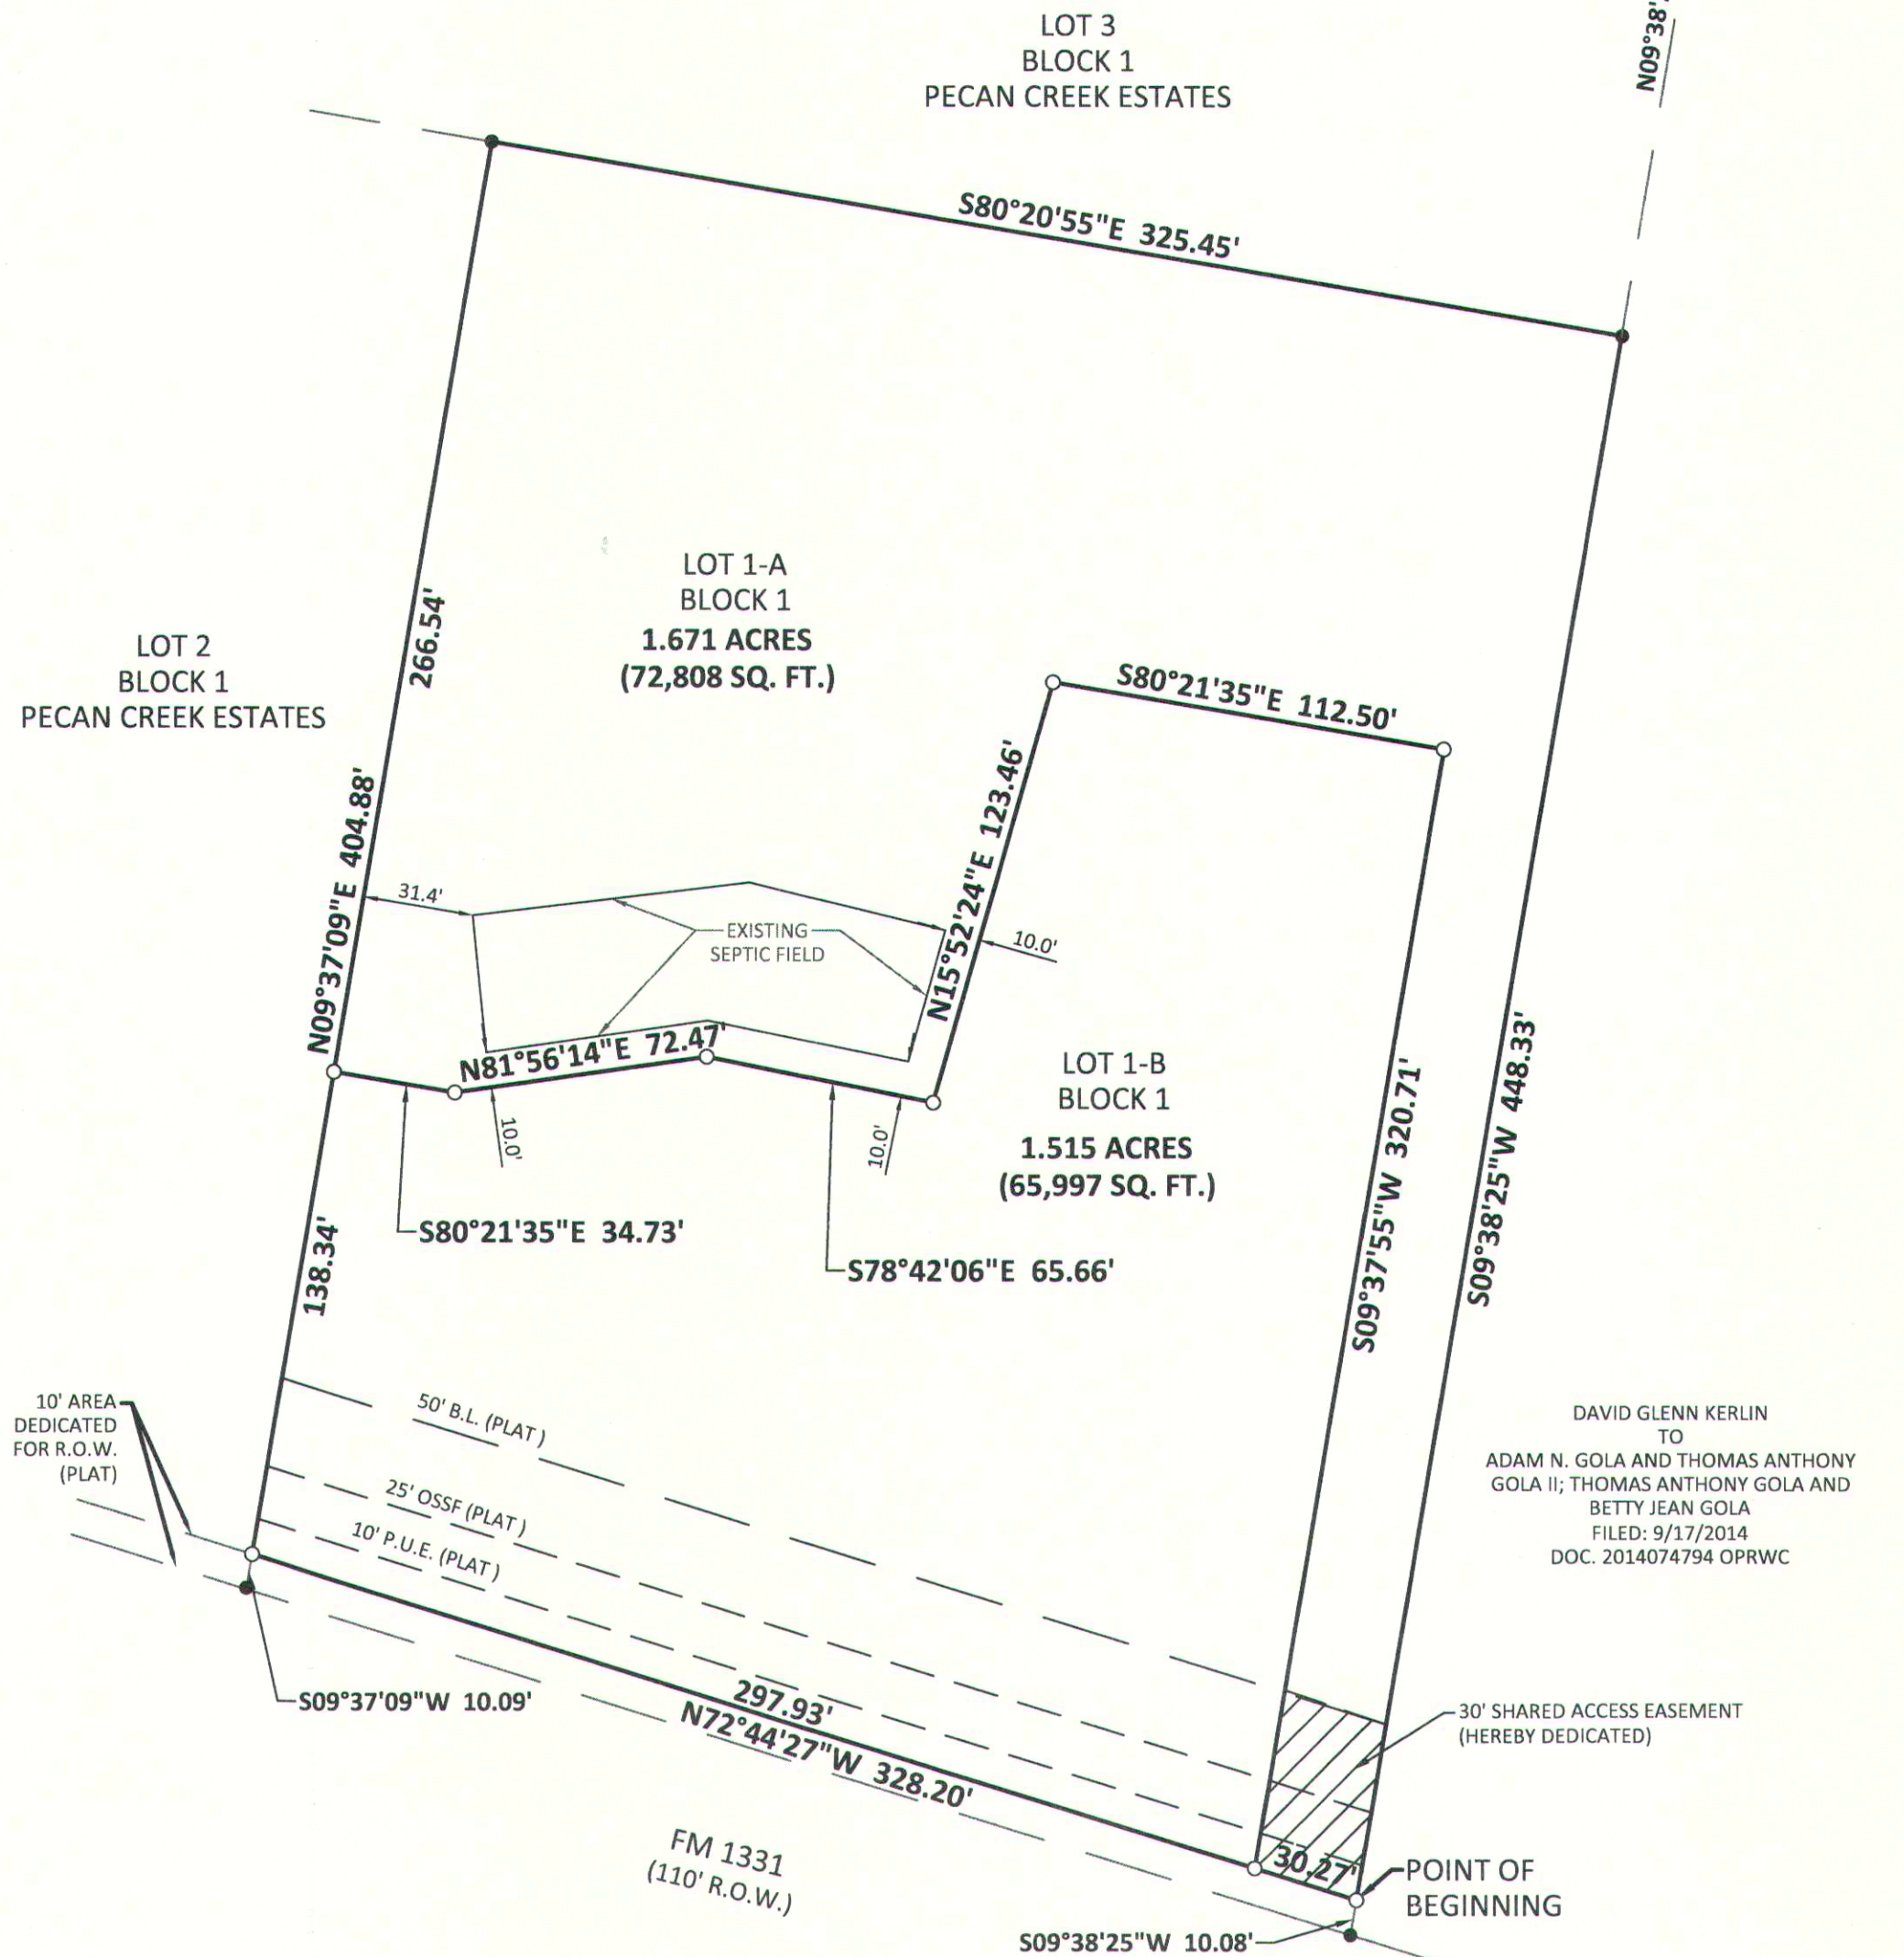 LOT 3
BLOCK 1
PECAN CREEK ESTATES
N09°38'
S80°20'55"E 325.45'
LOT 1-A
BLOCK 1
1.671 ACRES
(72,808 SQ. FT.)
266.54'
LOT 2
BLOCK 1
PECAN CREEK ESTATES
S80°21'35"E 112.50'
N09°37'09"E 404.88'
N15°52'24"E 123.46'
31.4'
EXISTING
SEPTIC FIELD
10.0'
N81°56'14"E 72.47'
LOT 1-B
BLOCK 1
1.515 ACRES
(65,997 SQ. FT.)
S09°37'55"W 320.71'
S09°38'25"W 448.33'
10.0'
10.0'
S80°21'35"E 34.73'
S78°42'06"E 65.66'
138.34'
10' AREA
DEDICATED
FOR R.O.W.
(PLAT)
50' B.L. (PLAT)
25' OSSF (PLAT)
10' P.U.E. (PLAT)
DAVID GLENN KERLIN
TO
ADAM N. GOLA AND THOMAS ANTHONY
GOLA II; THOMAS ANTHONY GOLA AND
BETTY JEAN GOLA
FILED: 9/17/2014
DOC. 2014074794 OPRWC
S09°37'09"W 10.09'
297.93'
N72°44'27"W 328.20'
30' SHARED ACCESS EASEMENT
(HEREBY DEDICATED)
FM 1331
(110' R.O.W.)
30.27'
POINT OF
BEGINNING
S09°38'25"W 10.08'